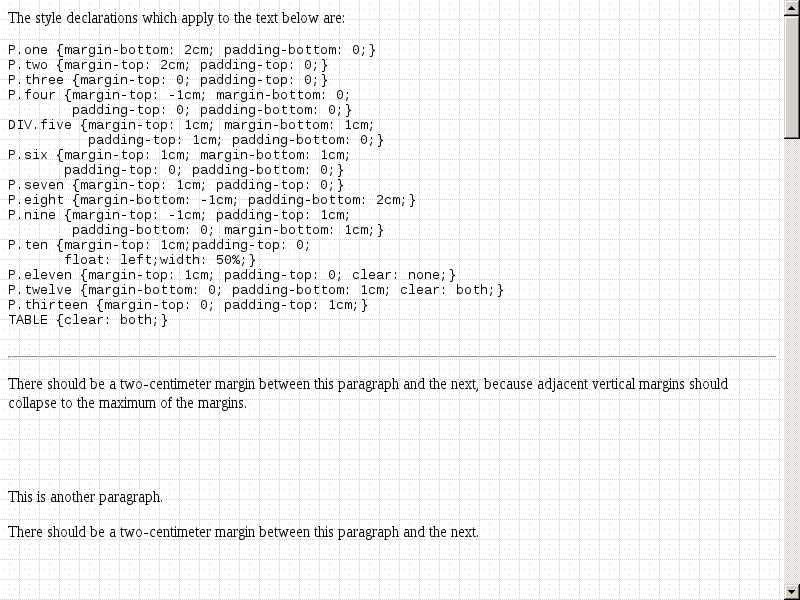 The style declarations which apply to the text below are:
P.one {margin-bottom: 2cm; padding-bottom: 0;}
P.two {margin-top: 2cm; padding-top: 0;}
P.three {margin-top: 0; padding-top: 0;}
P.four {margin-top: -1cm; margin-bottom: 0;
padding-top: 0; padding-bottom: 0;}
DIV.five {margin-top: 1cm; margin-bottom: 1cm;
padding-top: 1cm; padding-bottom: 0;}
P.six {margin-top: 1cm; margin-bottom: 1cm;
padding-top: 0; padding-bottom: 0;}
P.seven {margin-top: 1cm; padding-top: 0;}
P.eight {margin-bottom: -1cm; padding-bottom: 2cm;}
P.nine {margin-top: -1cm; padding-top: 1cm;
padding-bottom: 0; margin-bottom: 1cm;}
P.ten {margin-top: 1cm;padding-top: 0;
float: left;width: 50%;}
P.eleven {margin-top: 1cm; padding-top: 0; clear: none;}
P.twelve {margin-bottom: 0; padding-bottom: 1cm; clear: both;}
P.thirteen {margin-top: 0; padding-top: 1cm;}
TABLE {clear: both;}
There should be a two-centimeter margin between this paragraph and the next, because adjacent vertical margins should
collapse to the maximum of the margins.
This is another paragraph.
There should be a two-centimeter margin between this paragraph and the next.